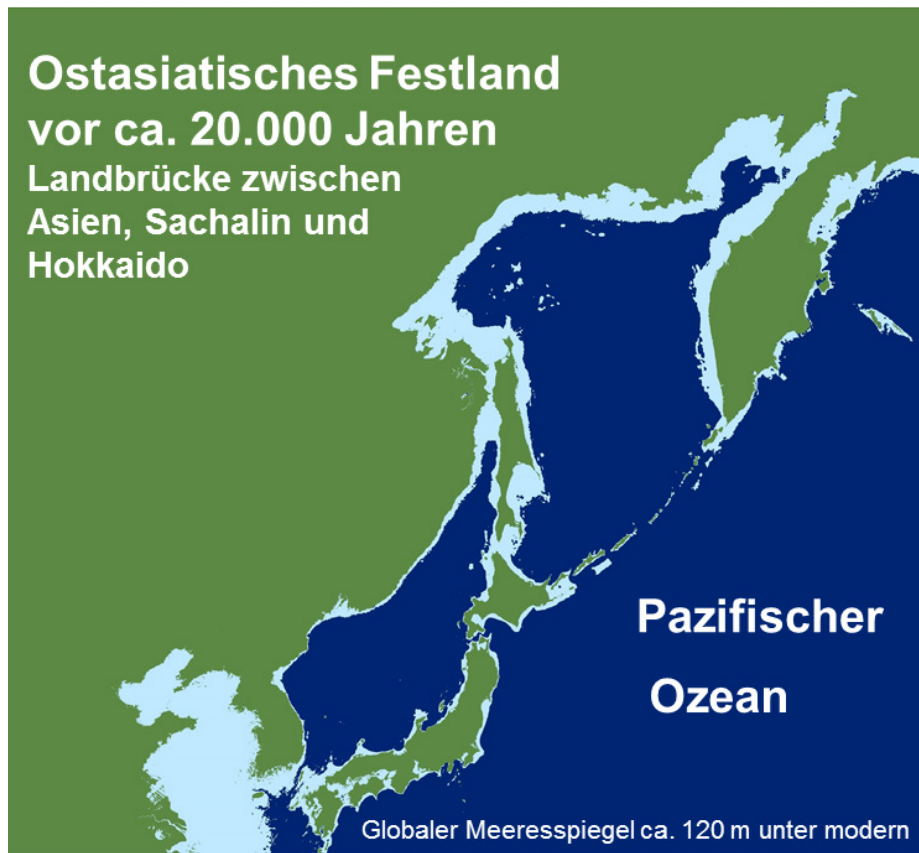 Ostasiatisches Festland
vor ca. 20.000 Jahren
Landbrücke zwischen
Asien, Sachalin und
Hokkaido
Pazifischer
Ozean
Globaler Meeresspiegel ca. 120 m unter modern